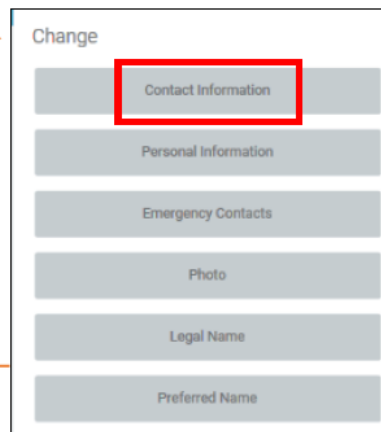 Change
Contact Information
Personal Information
Emergency Contacts
Photo
Legal Name
Preferred Name